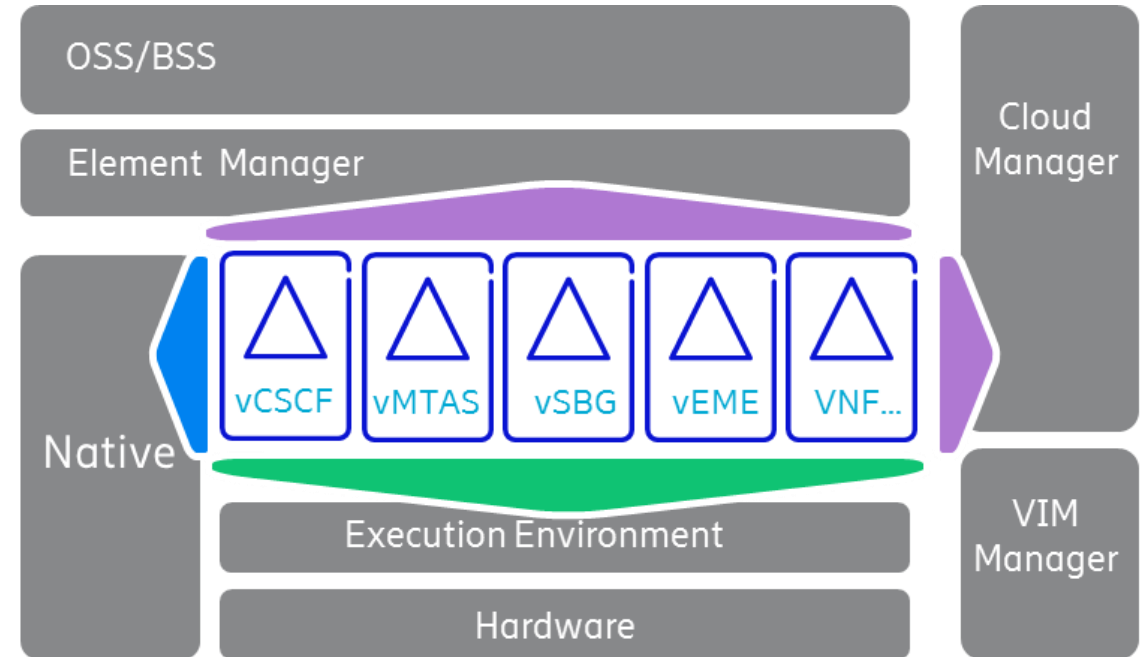 OSS/BSS
Cloud
Manager
Element Manager
vCSCF
vMTAS
vSBG
vEME
VNF...
Native
Execution Environment
VIM
Manager
Hardware